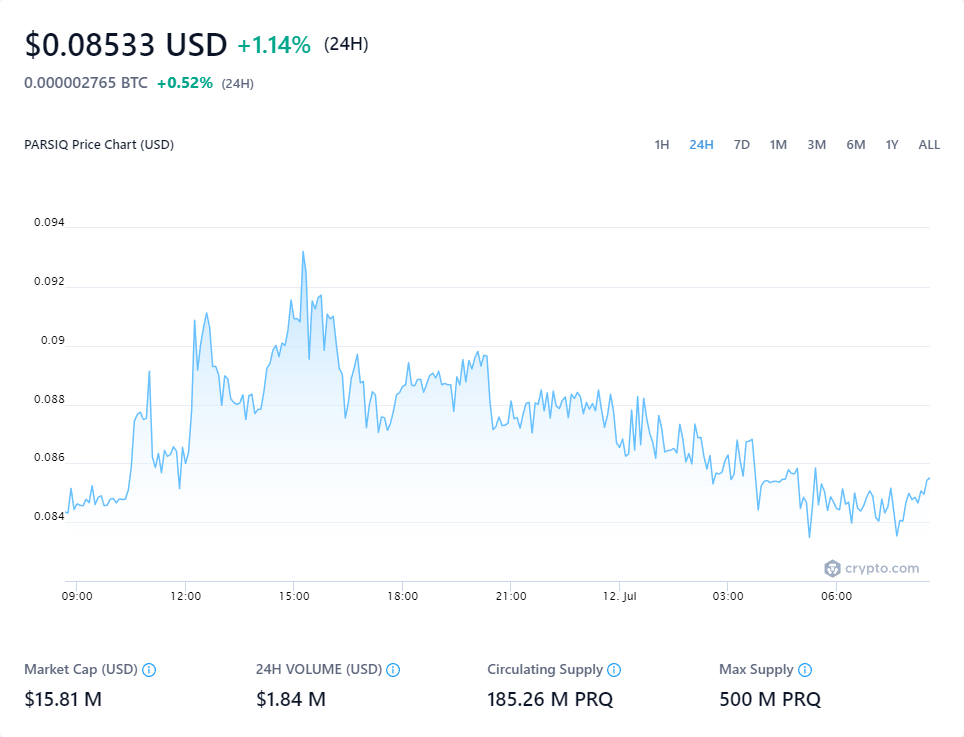 $0.08533 USD +1.14% (24H)
0.000002765 BTC +0.52% (24H)
PARSIQ Price Chart (USD) 1H 24H 7D 1M 3M 6M 1Y ALL
0.094
0.092
0.09
0.088
0.086
0.084
crypto.com
09:00 12:00 15:00 18:00 21:00 12. Jul 03:00 06:00
Market Cap (USD) 24H VOLUME (USD) Circulating Supply Max Supply
$15.81 M $1.84 M 185.26 M PRQ 500 M PRQ